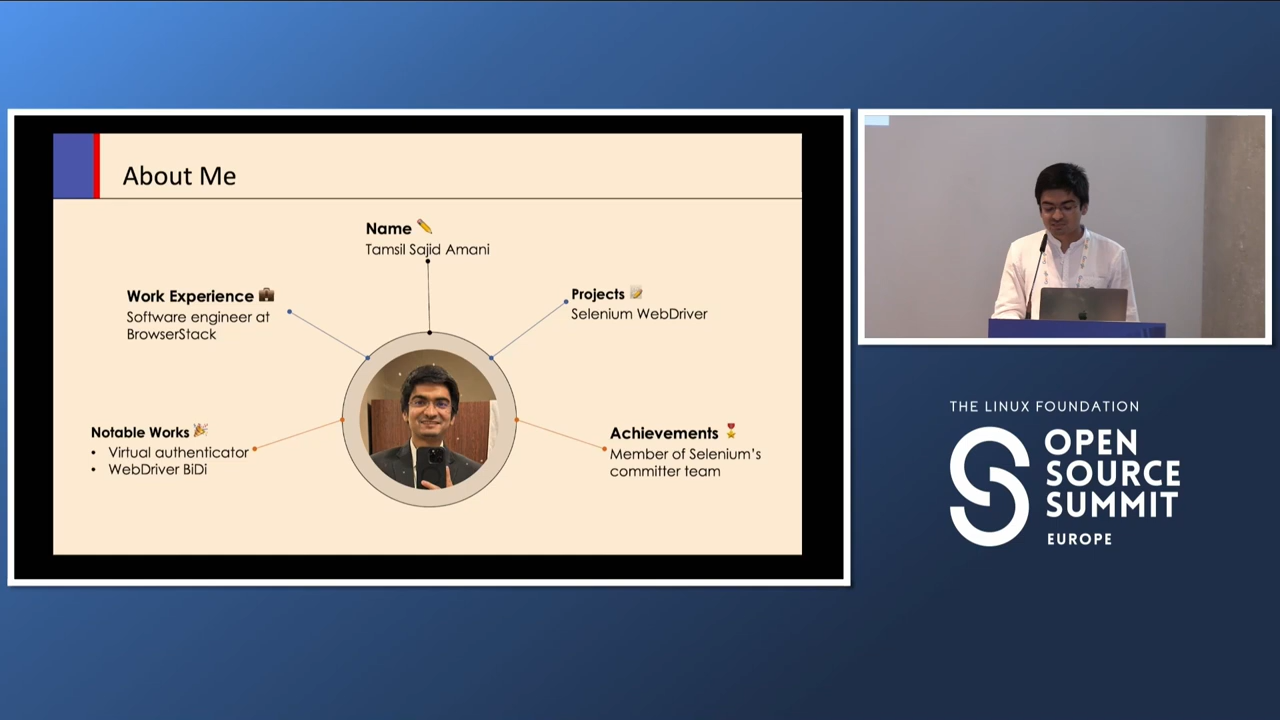 About Me
Name
Tamsil Sajid Amani
Work Experience
Software engineer at
BrowserStack
Projects
Selenium WebDriver
Notable Works
• Virtual authenticator
• WebDriver BiDi
Achievements
Member of Selenium's
committer team
THE LINUX FOUNDATION
OPEN
SOURCE
SUMMIT
EUROPE